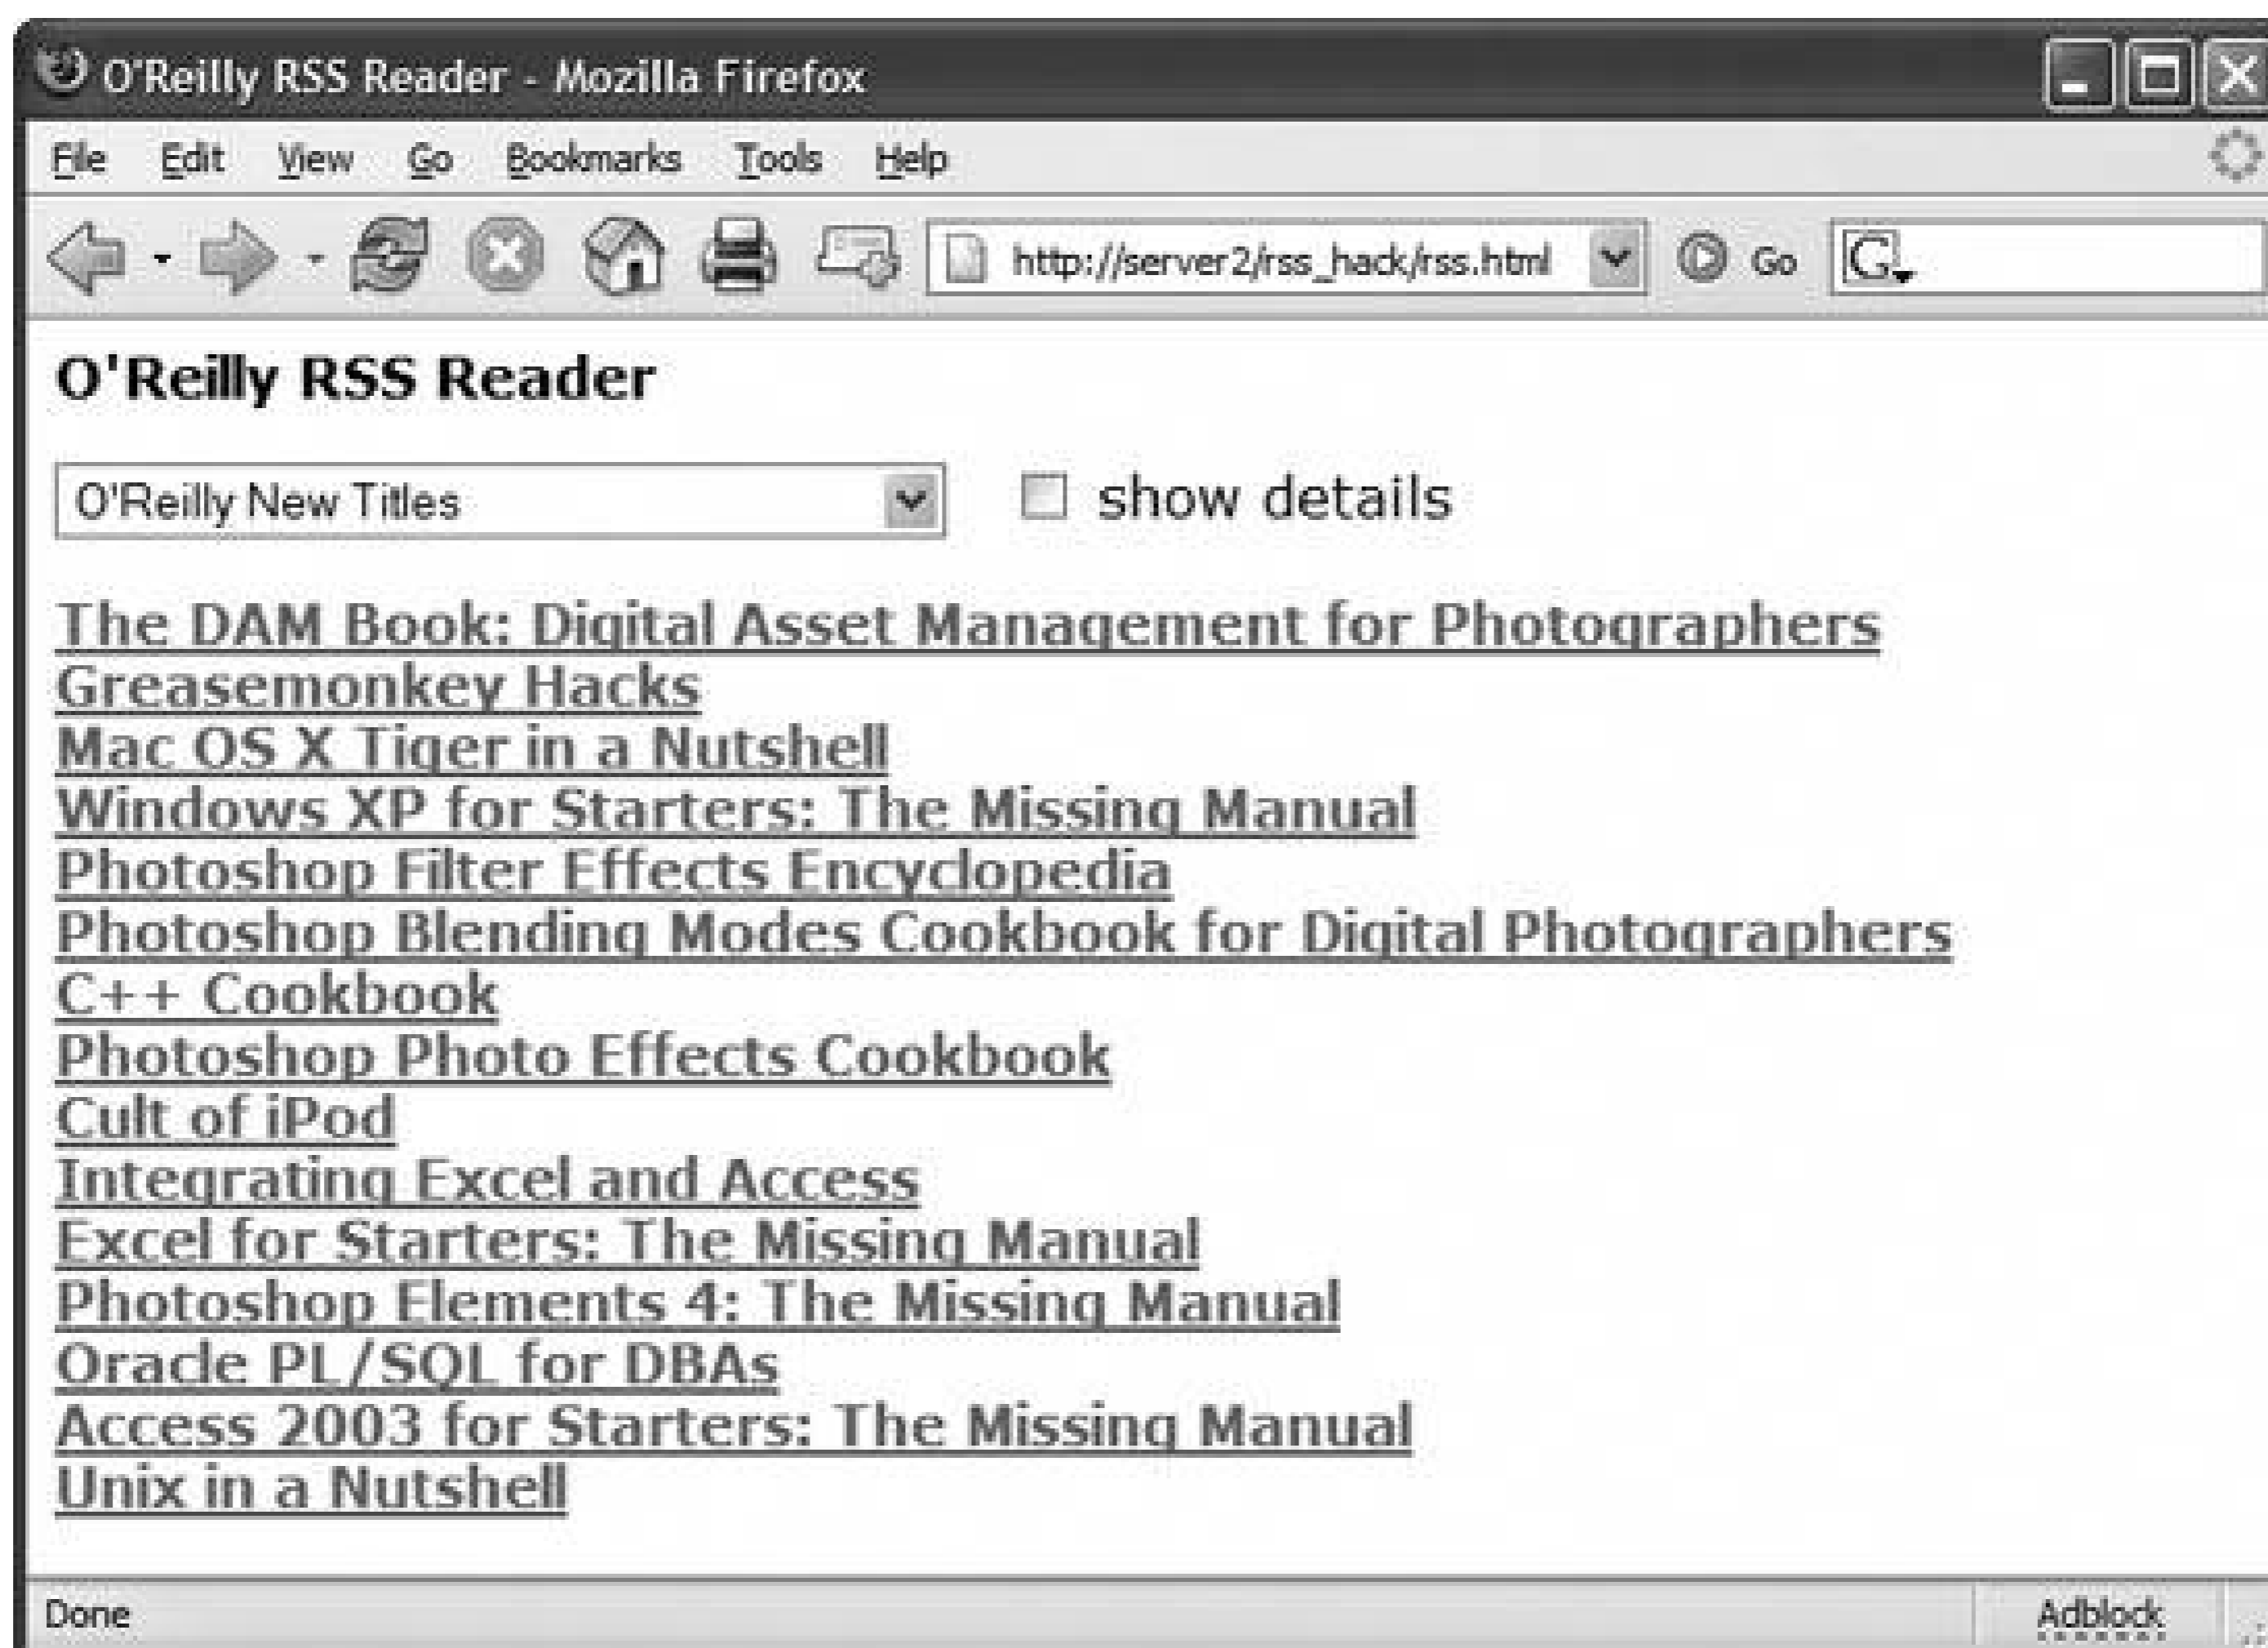 O'Reilly RSS Reader - Mozilla Firefox
File Edit View Go Bookmarks Tools Help
http://server2/rss_hack/rss.html Go G
O'Reilly RSS Reader
O'Reilly New Titles show details
The DAM Book: Digital Asset Management for Photographers
Greasemonkey Hacks
Mac OS X Tiger in a Nutshell
Windows XP for Starters: The Missing Manual
Photoshop Filter Effects Encyclopedia
Photoshop Blending Modes Cookbook for Digital Photographers
C++ Cookbook
Photoshop Photo Effects Cookbook
Cult of iPod
Integrating Excel and Access
Excel for Starters: The Missing Manual
Photoshop Elements 4: The Missing Manual
Oracle PL/SQL for DBAs
Access 2003 for Starters: The Missing Manual
Unix in a Nutshell
Done Adblock